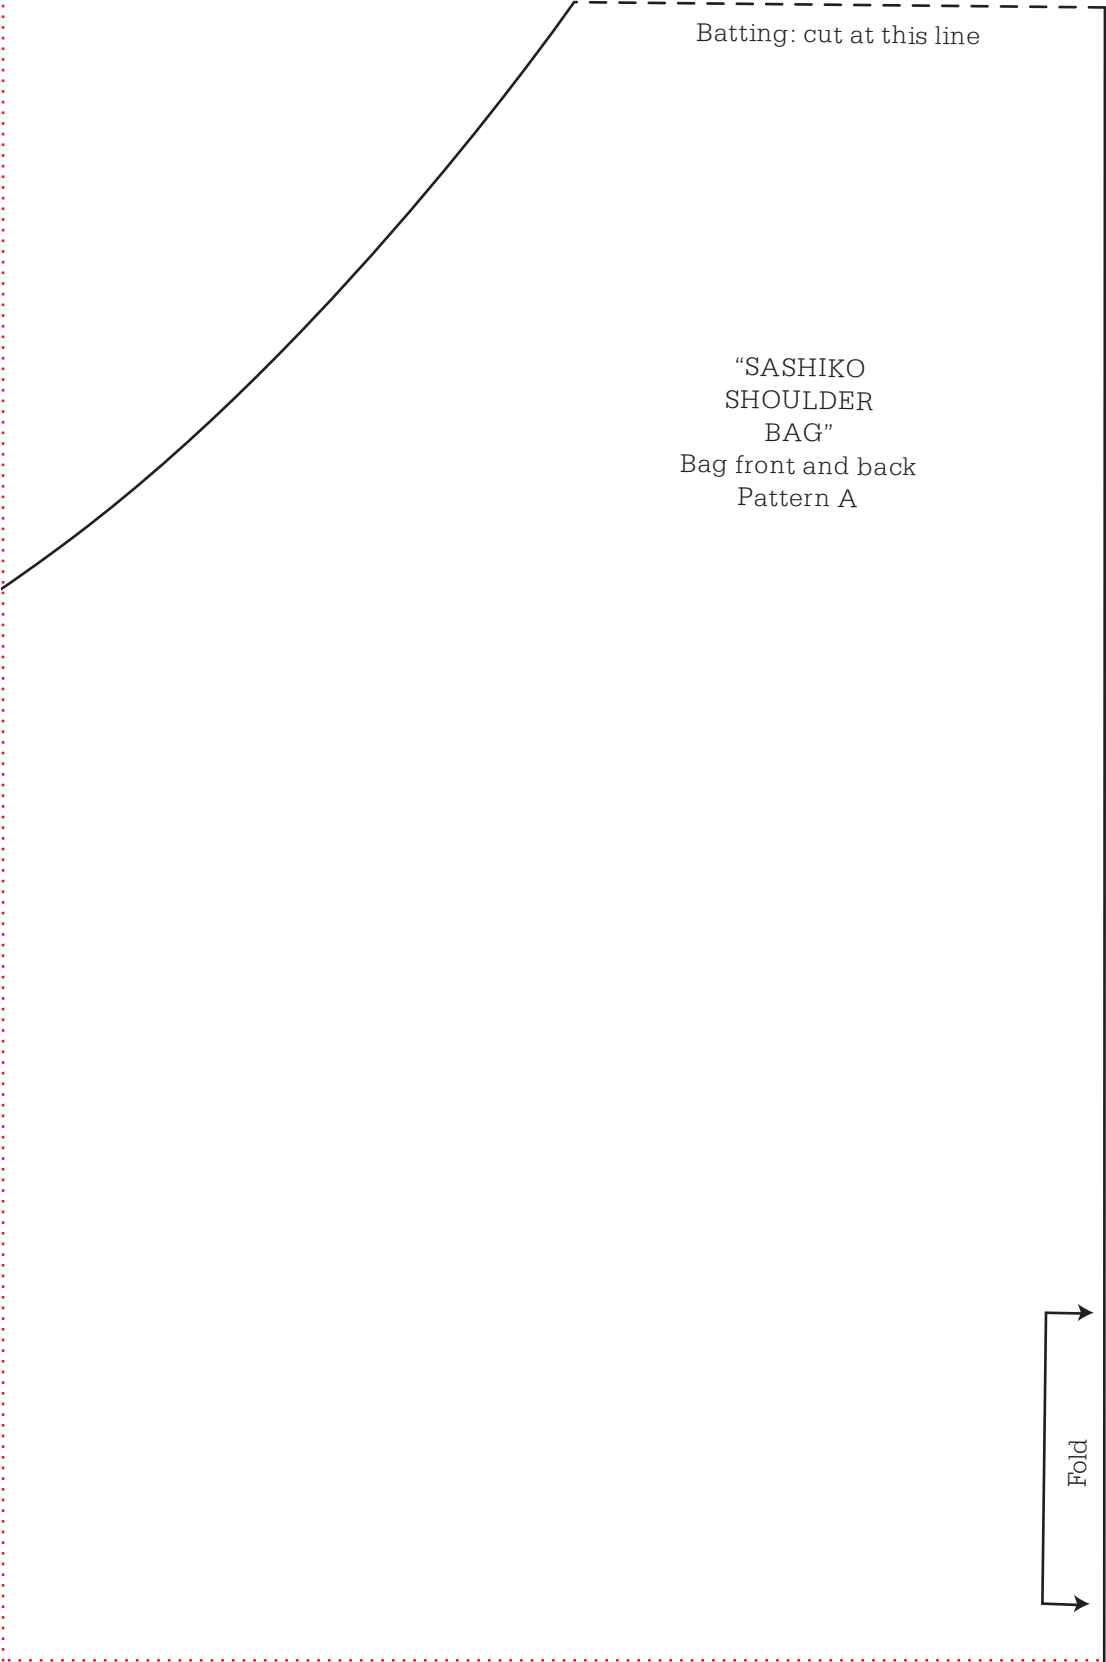 Batting: cut at this line
“SASHIKO
SHOULDER
BAG”
Bag front and back
Pattern A
Fold